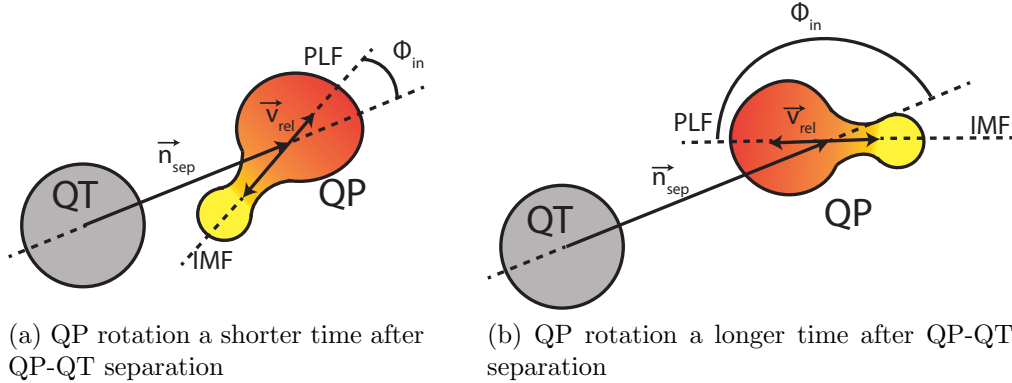 PLF
Φin
v rel
n sep
QT
QP
IMF
Φin
PLF
v rel
IMF
n sep
QT
QP
(a) QP rotation a shorter time after
QP-QT separation
(b) QP rotation a longer time after QP-QT
separation